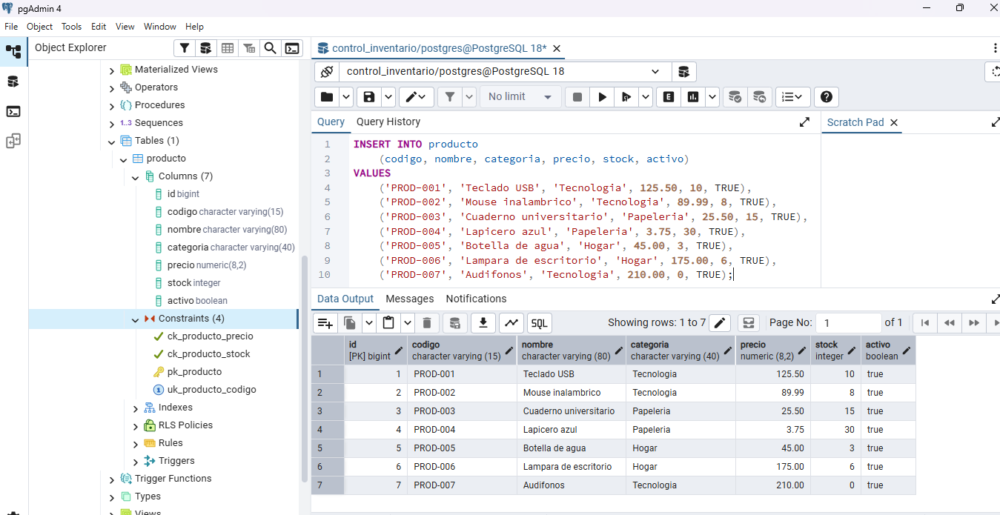 pgAdmin 4
File Object Tools Edit View Window Help
Object Explorer
Materialized Views
Operators
Procedures
1..3 Sequences
Tables (1)
producto
Columns (7)
id bigint
codigo character varying(15)
nombre character varying(80)
categoria character varying(40)
precio numeric(8,2)
stock integer
activo boolean
Constraints (4)
ck_producto_precio
ck_producto_stock
pk_producto
uk_producto_codigo
Indexes
RLS Policies
Rules
Triggers
Trigger Functions
Types
Views
control_inventario/postgres@PostgreSQL 18*
control_inventario/postgres@PostgreSQL 18
No limit
E
Query Query History
Scratch Pad
1 INSERT INTO producto
2 (codigo, nombre, categoria, precio, stock, activo)
3 VALUES
4 ('PROD-001', 'Teclado USB', 'Tecnologia', 125.50, 10, TRUE),
5 ('PROD-002', 'Mouse inalambrico', 'Tecnologia', 89.99, 8, TRUE),
6 ('PROD-003', 'Cuaderno universitario', 'Papeleria', 25.50, 15, TRUE),
7 ('PROD-004', 'Lapicero azul', 'Papeleria', 3.75, 30, TRUE),
8 ('PROD-005', 'Botella de agua', 'Hogar', 45.00, 3, TRUE),
9 ('PROD-006', 'Lampara de escritorio', 'Hogar', 175.00, 6, TRUE),
10 ('PROD-007', 'Audifonos', 'Tecnologia', 210.00, 0, TRUE);
Data Output Messages Notifications
SQL Showing rows: 1 to 7 Page No: 1 of 1
id codigo nombre categoria precio stock activo
[PK] bigint character varying (15) character varying (80) character varying (40) numeric (8,2) integer boolean
1 1 PROD-001 Teclado USB Tecnologia 125.50 10 true
2 2 PROD-002 Mouse inalambrico Tecnologia 89.99 8 true
3 3 PROD-003 Cuaderno universitario Papeleria 25.50 15 true
4 4 PROD-004 Lapicero azul Papeleria 3.75 30 true
5 5 PROD-005 Botella de agua Hogar 45.00 3 true
6 6 PROD-006 Lampara de escritorio Hogar 175.00 6 true
7 7 PROD-007 Audifonos Tecnologia 210.00 0 true